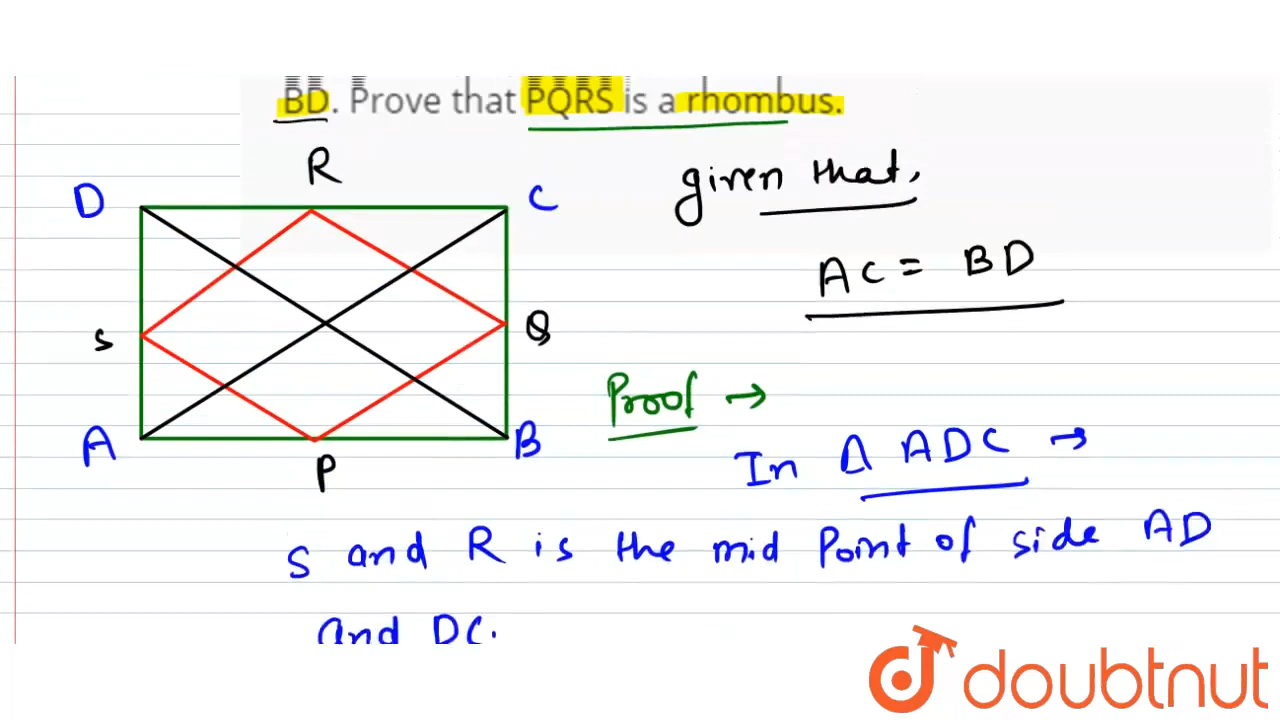 BD. Prove that PQRS is a rhombus.
R
D
C
given that,
AC = BD
S
Q
Proof →
A
B
P
In Δ ADC →
S and R is the mid Point of side AD
and DC.
doubtnut